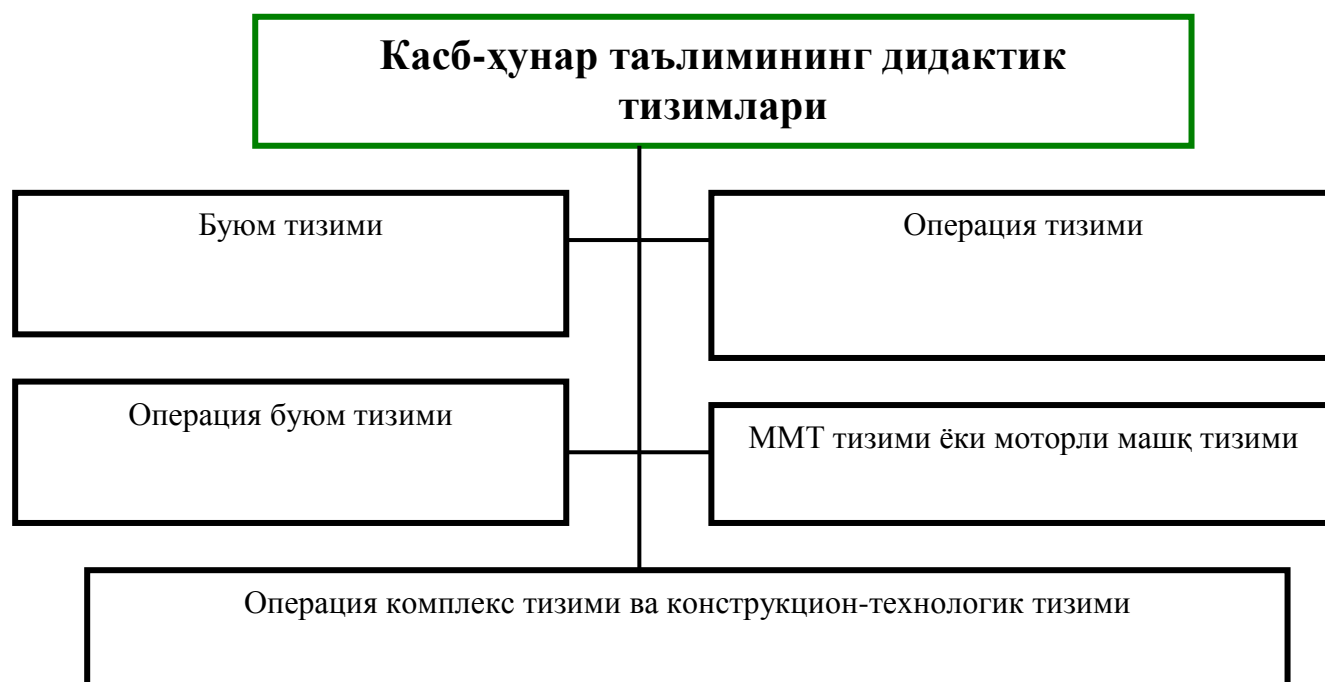 Касб-ҳунар таълимининг дидактик
тизимлари
Буюм тизими
Операция тизими
Операция буюм тизими
ММТ тизими ёки моторли машқ тизими
Операция комплекс тизими ва конструкцион-технологик тизими